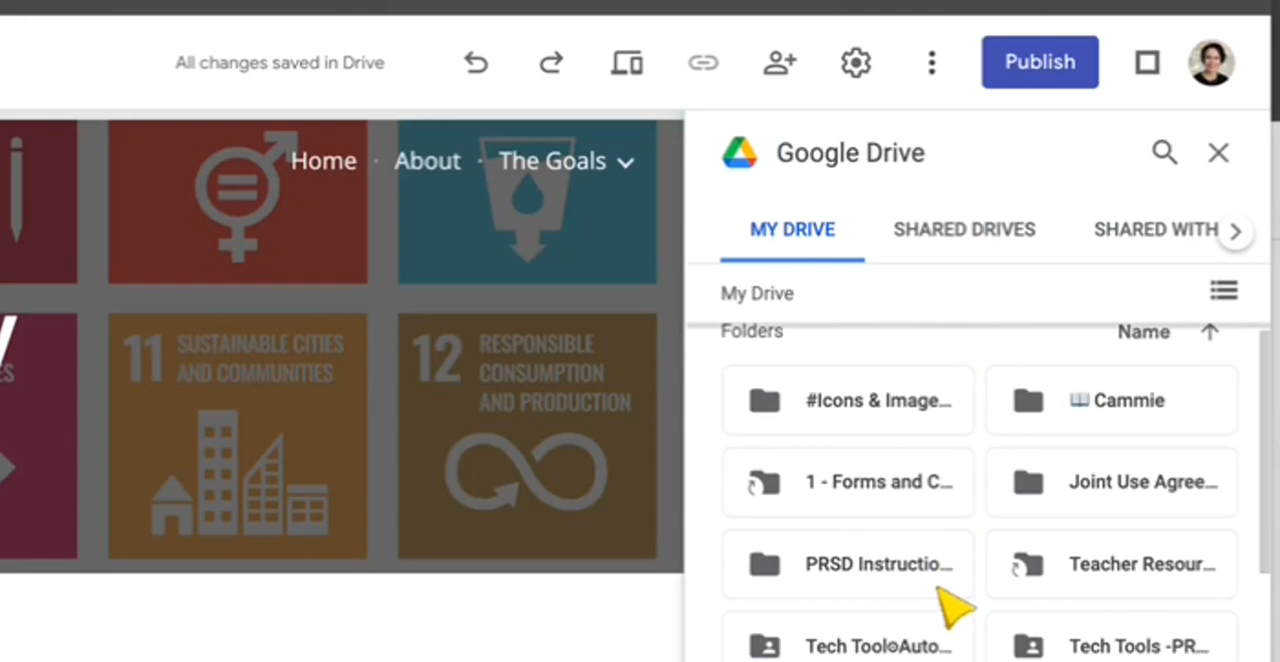 All changes saved in Drive
Publish
Home · About · The Goals
Google Drive
MY DRIVE
SHARED DRIVES
SHARED WITH
My Drive
Folders
Name
11 SUSTAINABLE CITIES
AND COMMUNITIES
12 RESPONSIBLE
CONSUMPTION
AND PRODUCTION
#Icons & Image...
Cammie
1 - Forms and C...
Joint Use Agree...
PRSD Instructio...
Teacher Resour...
Tech Tool⊙Auto...
Tech Tools -PR...